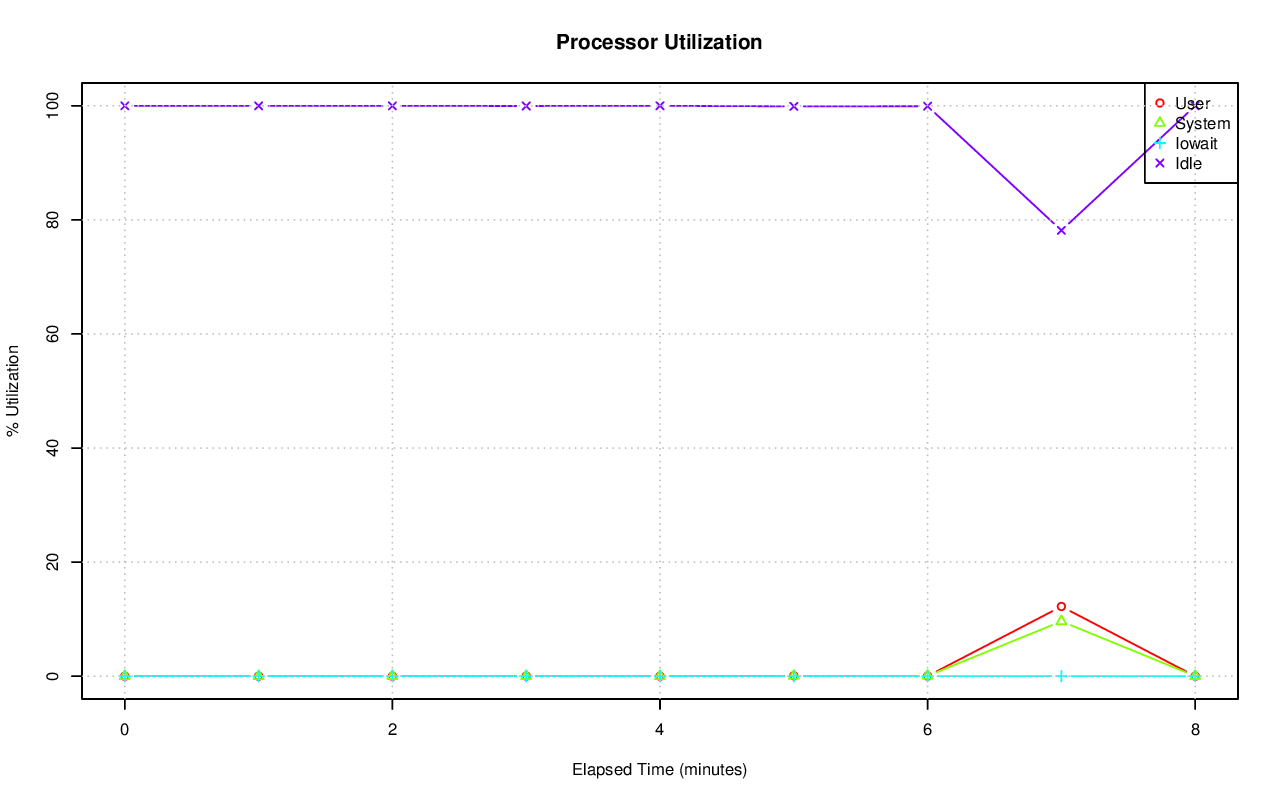 Processor Utilization
% Utilization
100
80
60
40
20
0
User
System
Iowait
Idle
0 2 4 6 8
Elapsed Time (minutes)